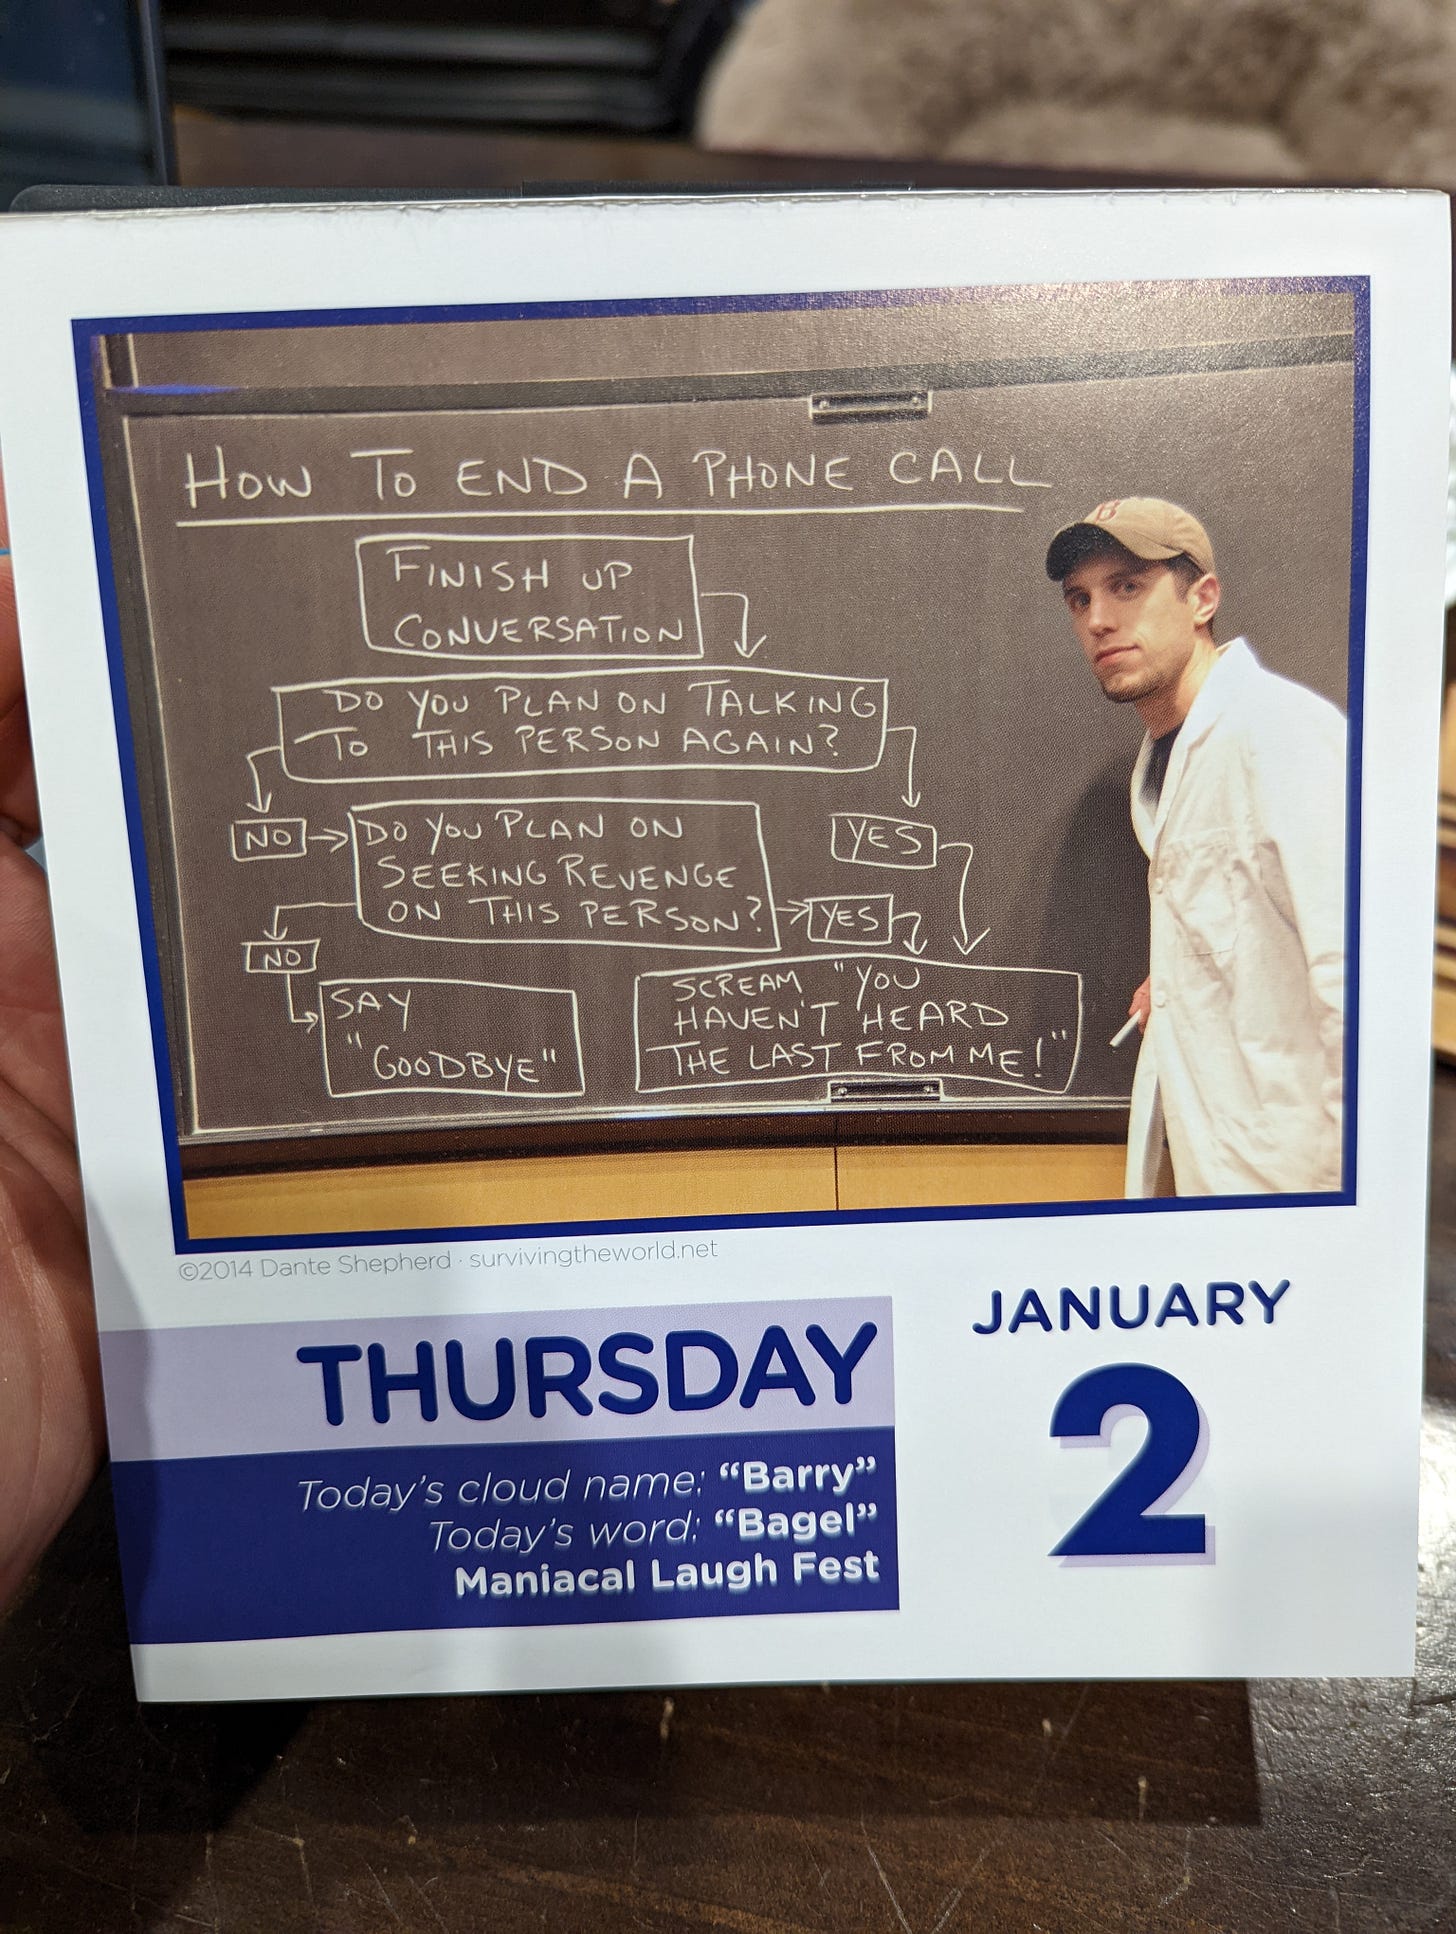 HOW TO END A PHONE CALL
FINISH UP
CONVERSATION
DO YOU PLAN ON TALKING
TO THIS PERSON AGAIN?
NO
DO YOU PLAN ON
SEEKING REVENGE
ON THIS PERSON?
YES
YES
NO
SAY
"GOODBYE"
SCREAM "YOU
HAVEN'T HEARD
THE LAST FROM ME!"
B
©2014 Dante Shepherd · survivingtheworld.net
THURSDAY
Today's cloud name: “Barry”
Today's word: “Bagel”
Maniacal Laugh Fest
JANUARY
2